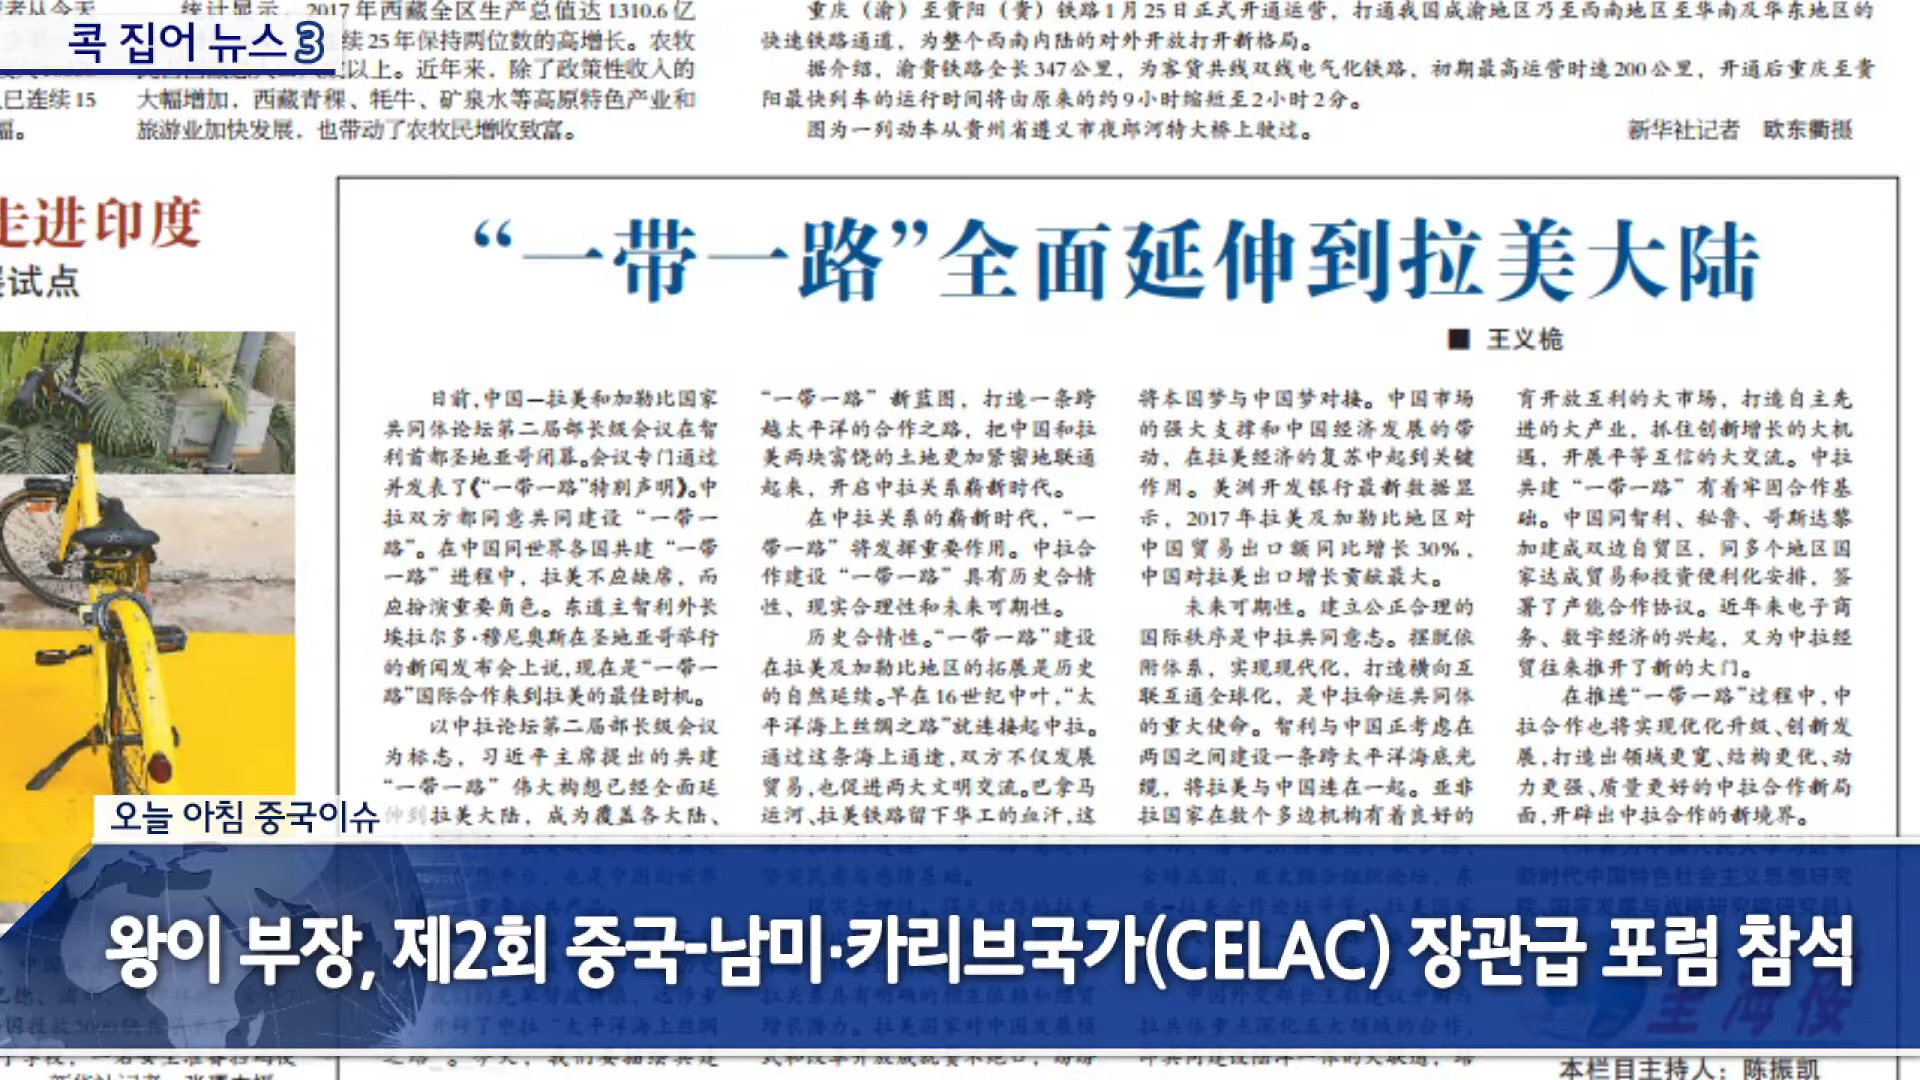 콕 집어 뉴스 3
统计显示，2017年西藏全区生产总值达1310.6亿
续25年保持两位数的高增长。农牧
以上。近年来，除了政策性收入的
已连续15
大幅增加，西藏青稞、牦牛、矿泉水等高原特色产业和
旅游业加快发展，也带动了农牧民增收致富。
重庆（渝）至贵阳（贵）铁路1月25日正式开通运营，打通我国成渝地区乃至西南地区至华南及华东地区的
快速铁路通道，为整个西南内陆的对外开放打开新格局。
据介绍，渝贵铁路全长347公里，为客货共线双线电气化铁路，初期最高运营时速200公里，开通后重庆至贵
阳最快列车的运行时间将由原来的约9小时缩短至2小时2分。
图为一列动车从贵州省遵义市夜郎河特大桥上驶过。
新华社记者 欧东衢摄
走进印度
试点
“一带一路”全面延伸到拉美大陆
■ 王义桅
日前，中国—拉美和加勒比国家
共同体论坛第二届部长级会议在智
利首都圣地亚哥闭幕。会议专门通过
并发表了《“一带一路”特别声明》。中
拉双方都同意共同建设“一带一
路”。在中国同世界各国共建“一带
一路”进程中，拉美不应缺席，而
应扮演重要角色。东道主智利外长
埃拉尔多·穆尼奥斯在圣地亚哥举行
的新闻发布会上说，现在是“一带一
路”国际合作来到拉美的最佳时机。
以中拉论坛第二届部长级会议
为标志，习近平主席提出的共建
“一带一路”伟大构想已经全面延
伸到拉美大陆，成为覆盖各大陆、
“一带一路”新蓝图，打造一条跨
越太平洋的合作之路，把中国和拉
美两块富饶的土地更加紧密地联通
起来，开启中拉关系崭新时代。
在中拉关系的崭新时代，“一
带一路”将发挥重要作用。中拉合
作建设“一带一路”具有历史合情
性、现实合理性和未来可期性。
历史合情性。“一带一路”建设
在拉美及加勒比地区的拓展是历史
的自然延续。早在16世纪中叶，“太
平洋海上丝绸之路”就连接起中拉。
通过这条海上通途，双方不仅发展
贸易，也促进两大文明交流。巴拿马
运河、拉美铁路留下华工的血汗，这
将本国梦与中国梦对接。中国市场
的强大支撑和中国经济发展的带
动，在拉美经济的复苏中起到关键
作用。美洲开发银行最新数据显
示，2017年拉美及加勒比地区对
中国贸易出口额同比增长30%，
中国对拉美出口增长贡献最大。
未来可期性。建立公正合理的
国际秩序是中拉共同意志。摆脱依
附体系，实现现代化，打造横向互
联互通全球化，是中拉命运共同体
的重大使命。智利与中国正考虑在
两国之间建设一条跨太平洋海底光
缆，将拉美与中国连在一起。亚非
拉国家在数个多边机构有着良好的
育开放互利的大市场，打造自主先
进的大产业，抓住创新增长的大机
遇，开展平等互信的大交流。中拉
共建“一带一路”有着牢固合作基
础。中国同智利、秘鲁、哥斯达黎
加建成双边自贸区，同多个地区国
家达成贸易和投资便利化安排，签
署了产能合作协议。近年来电子商
务、数字经济的兴起，又为中拉经
贸往来推开了新的大门。
在推进“一带一路”过程中，中
拉合作也将实现优化升级、创新发
展，打造出领域更宽、结构更优、动
力更强、质量更好的中拉合作新局
面，开辟出中拉合作的新境界。
오늘 아침 중국이슈
왕이 부장, 제2회 중국-남미·카리브국가(CELAC) 장관급 포럼 참석
本栏目主持人：陈振凯